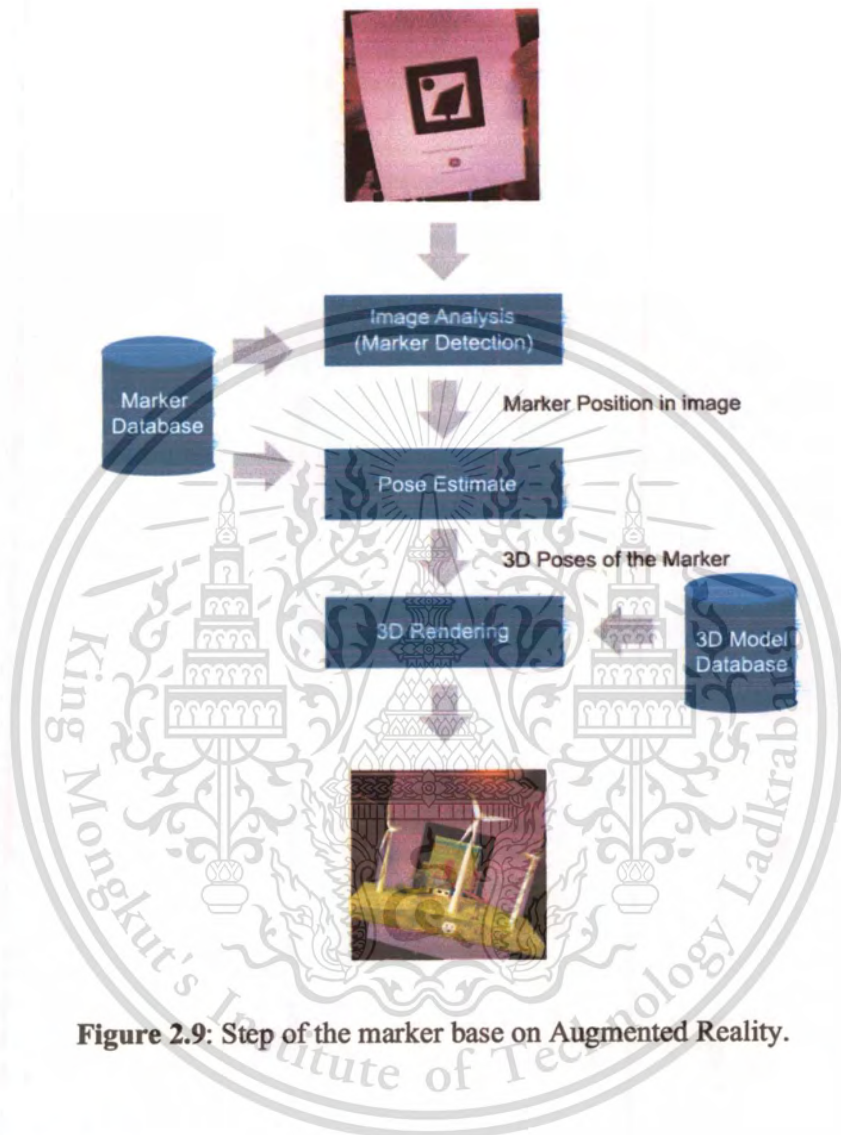 Image Analysis
(Marker Detection)
Marker
Database
Marker Position in image
Pose Estimate
3D Poses of the Marker
3D Rendering
3D Model
Database
King Mongkut's Institute of Technology Ladkrabang
Figure 2.9: Step of the marker base on Augmented Reality.